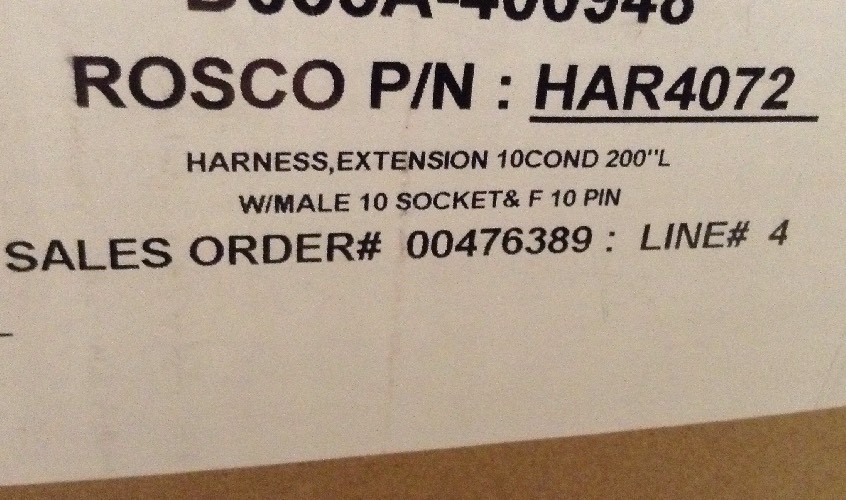 ROSCO P/N : HAR4072
HARNESS,EXTENSION 10COND 200"L
W/MALE 10 SOCKET& F 10 PIN
SALES ORDER# 00476389 : LINE# 4